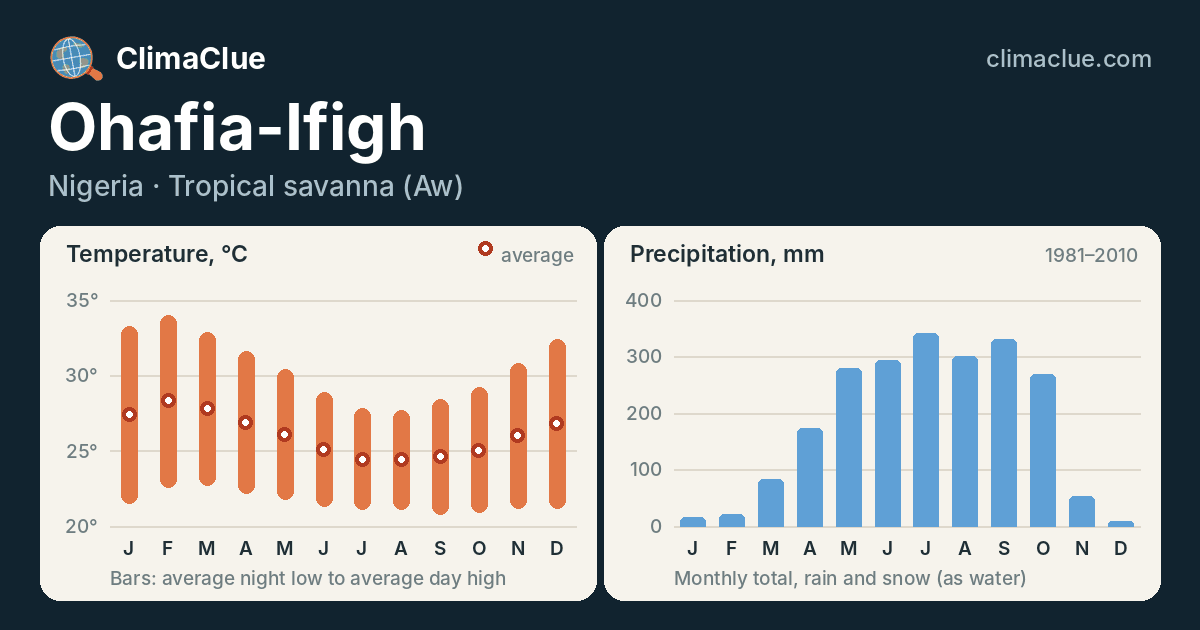 ClimaClue
climaclue.com
Ohafia-Ifigh
Nigeria · Tropical savanna (Aw)
Temperature, °C
average
35°
30°
25°
20°
J F M A M J J A S O N D
Bars: average night low to average day high
Precipitation, mm
1981–2010
400
300
200
100
0
J F M A M J J A S O N D
Monthly total, rain and snow (as water)